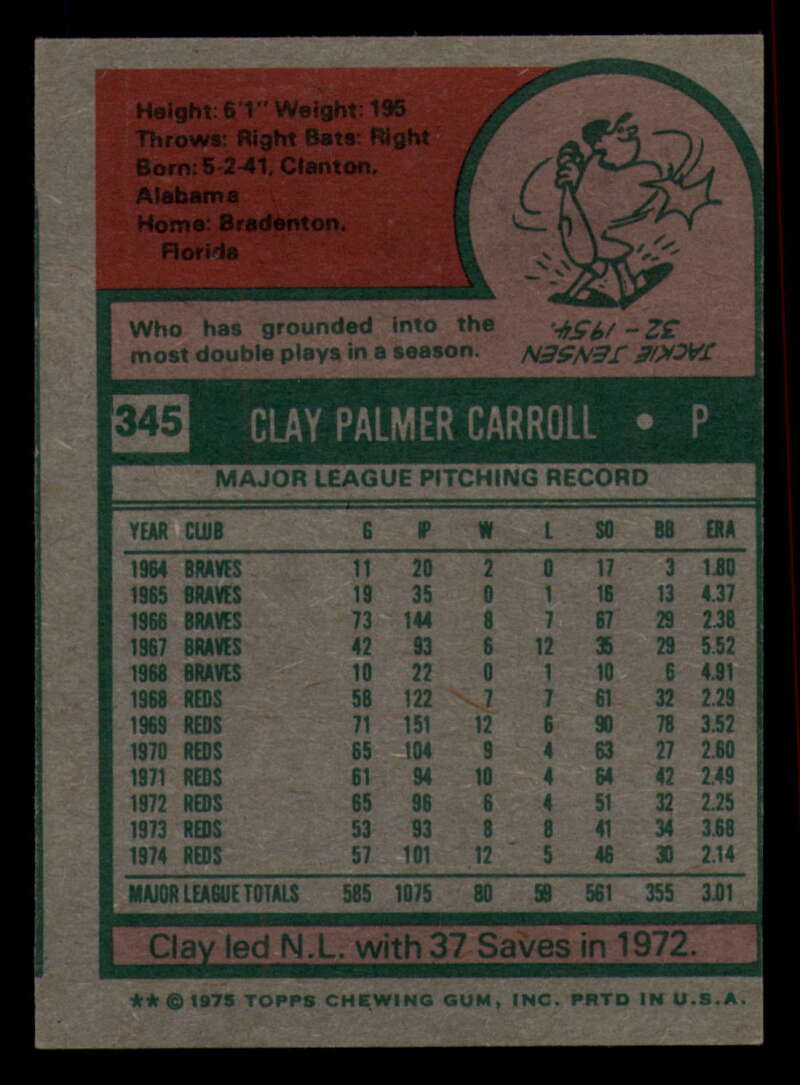 Height: 6'1" Weight: 195
Throws: Right Bats: Right
Born: 5-2-41, Clanton,
Alabama
Home: Bradenton,
Florida
Who has grounded into the
most double plays in a season.
JACKIE JENSEN
32 - 1954.
345 CLAY PALMER CARROLL • P
MAJOR LEAGUE PITCHING RECORD
YEAR CLUB G IP W L SO BB ERA
1964 BRAVES 11 20 2 0 17 3 1.80
1965 BRAVES 19 35 0 1 16 13 4.37
1966 BRAVES 73 144 8 7 67 29 2.38
1967 BRAVES 42 93 6 12 35 29 5.52
1968 BRAVES 10 22 0 1 10 6 4.91
1968 REDS 58 122 7 7 61 32 2.29
1969 REDS 71 151 12 6 90 78 3.52
1970 REDS 65 104 9 4 63 27 2.60
1971 REDS 61 94 10 4 64 42 2.49
1972 REDS 65 96 6 4 51 32 2.25
1973 REDS 53 93 8 8 41 34 3.68
1974 REDS 57 101 12 5 46 30 2.14
MAJOR LEAGUE TOTALS 585 1075 80 59 561 355 3.01
Clay led N.L. with 37 Saves in 1972.
** © 1975 TOPPS CHEWING GUM, INC. PRTD IN U.S.A.